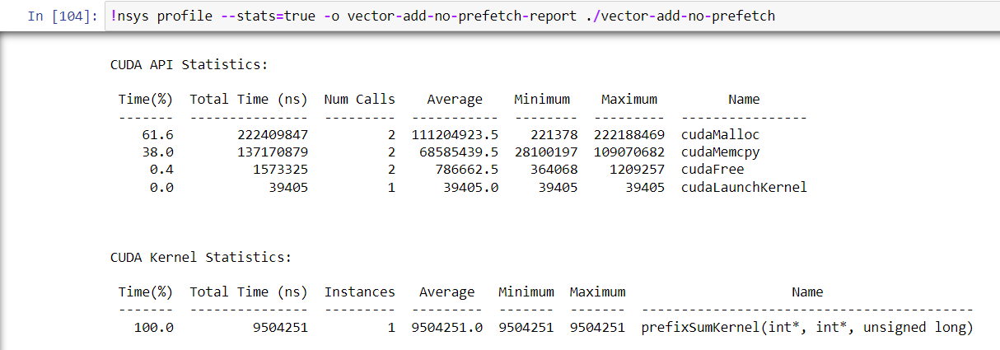 In [104]: !nsys profile --stats=true -o vector-add-no-prefetch-report ./vector-add-no-prefetch
CUDA API Statistics:
Time(%) Total Time (ns) Num Calls Average Minimum Maximum Name
------- --------------- --------- ----------- -------- --------- ----------------
61.6 222409847 2 111204923.5 221378 222188469 cudaMalloc
38.0 137170879 2 68585439.5 28100197 109070682 cudaMemcpy
0.4 1573325 2 786662.5 364068 1209257 cudaFree
0.0 39405 1 39405.0 39405 39405 cudaLaunchKernel
CUDA Kernel Statistics:
Time(%) Total Time (ns) Instances Average Minimum Maximum Name
------- --------------- --------- --------- ------- ------- ------------------------------------------
100.0 9504251 1 9504251.0 9504251 9504251 prefixSumKernel(int*, int*, unsigned long)